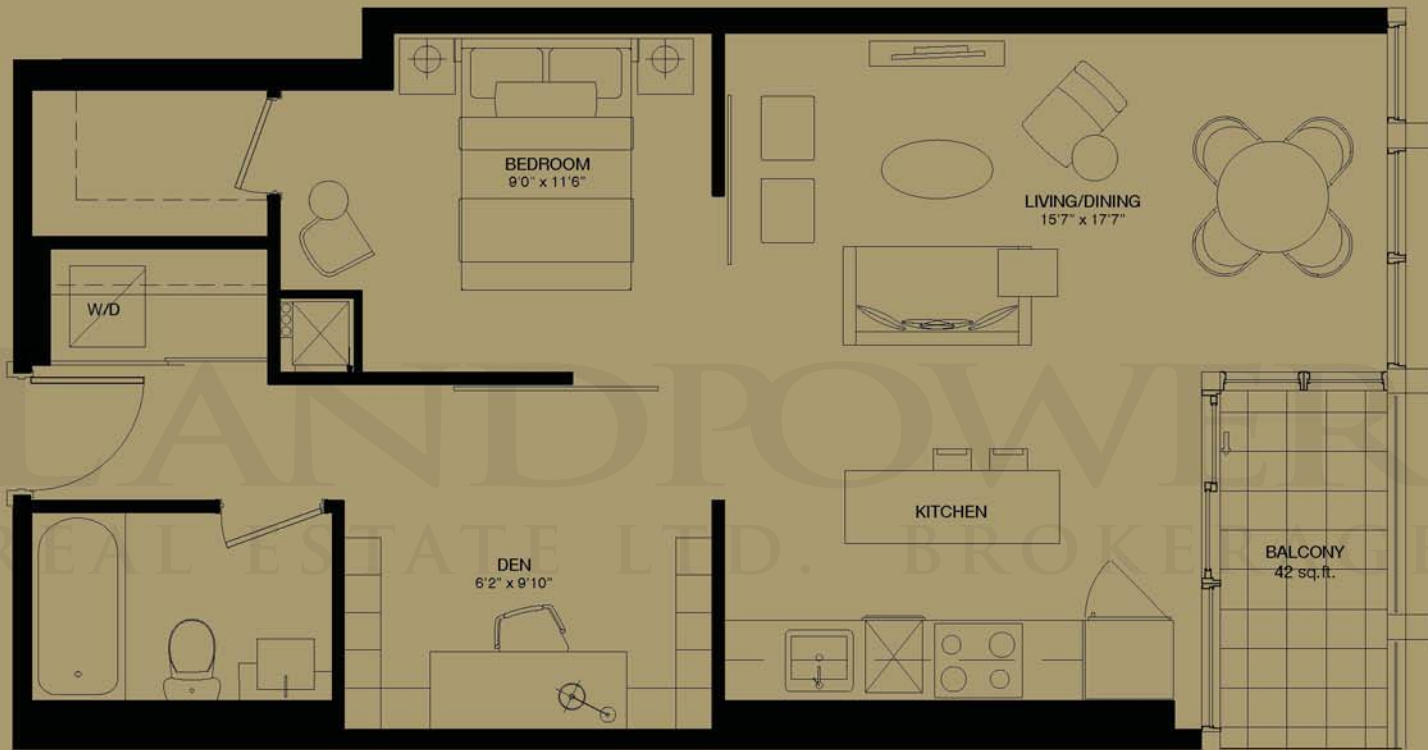 BEDROOM
9'0" x 11'6"
LIVING/DINING
15'7" x 17'7"
W/D
LANDPOWER
REAL ESTATE LTD. BROKERAGE
KITCHEN
DEN
6'2" x 9'10"
BALCONY
42 sq.ft.